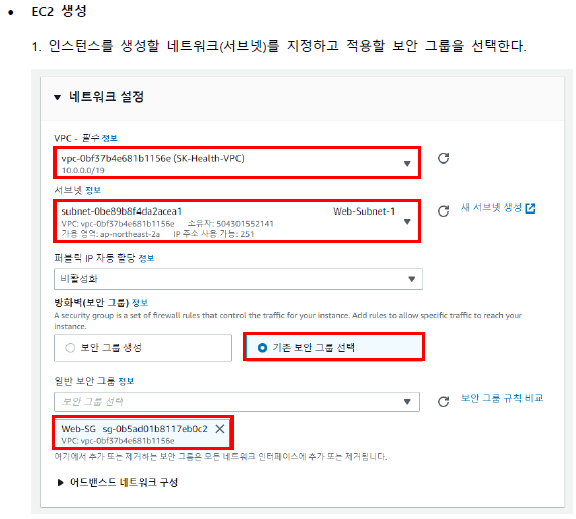 • EC2 생성
1. 인스턴스를 생성할 네트워크(서브넷)를 지정하고 적용할 보안 그룹을 선택한다.
▼ 네트워크 설정
VPC - 필수 정보
vpc-0bf37b4e681b1156e (SK-Health-VPC)
10.0.0.0/19
서브넷 정보
subnet-0be89b8f4da2acea1 Web-Subnet-1
VPC: vpc-0bf37b4e681b1156e 소유자: 504301552141
가용 영역: ap-northeast-2a IP 주소 사용 가능: 251
새 서브넷 생성
퍼블릭 IP 자동 할당 정보
비활성화
방화벽(보안 그룹) 정보
A security group is a set of firewall rules that control the traffic for your instance. Add rules to allow specific traffic to reach your
instance.
보안 그룹 생성
기존 보안 그룹 선택
일반 보안 그룹 정보
보안 그룹 선택
보안 그룹 규칙 비교
Web-SG sg-0b5ad01b8117eb0c2 X
VPC: vpc-0bf37b4e681b1156e
여기에서 추가 또는 제거하는 보안 그룹은 모든 네트워크 인터페이스에 추가 또는 제거됩니다.
▶ 어드밴스드 네트워크 구성